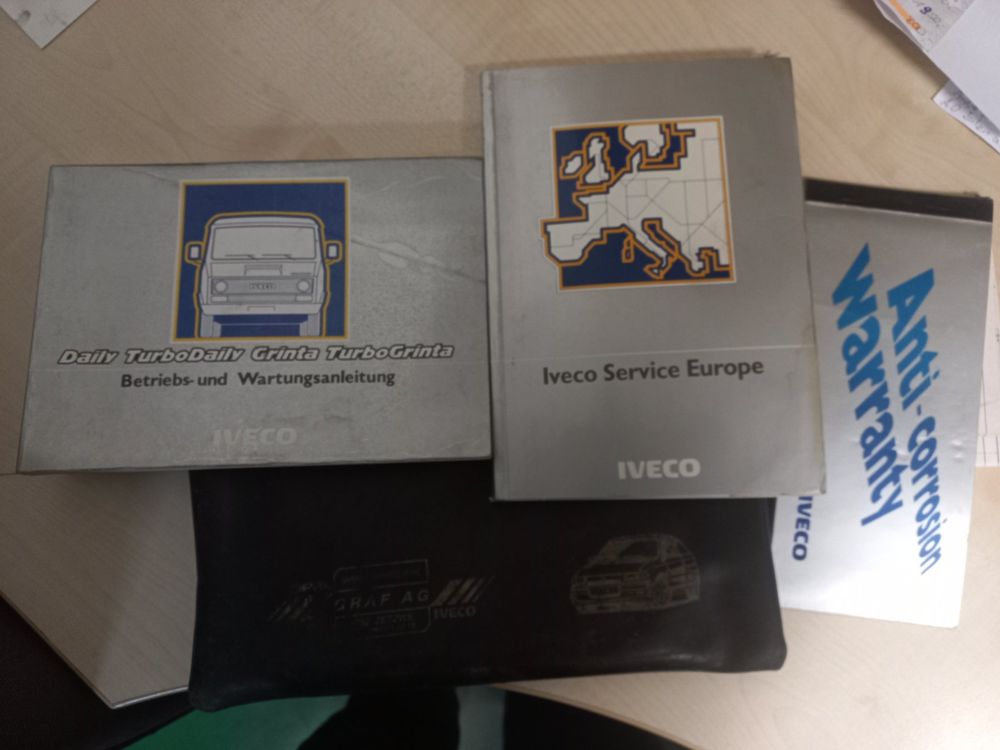 IVECO
Daily TurboDaily Grinta TurboGrinta
Betriebs- und Wartungsanleitung
IVECO
Iveco Service Europe
IVECO
Anti-corrosion
warranty
IVECO
GRAF AG
IVECO